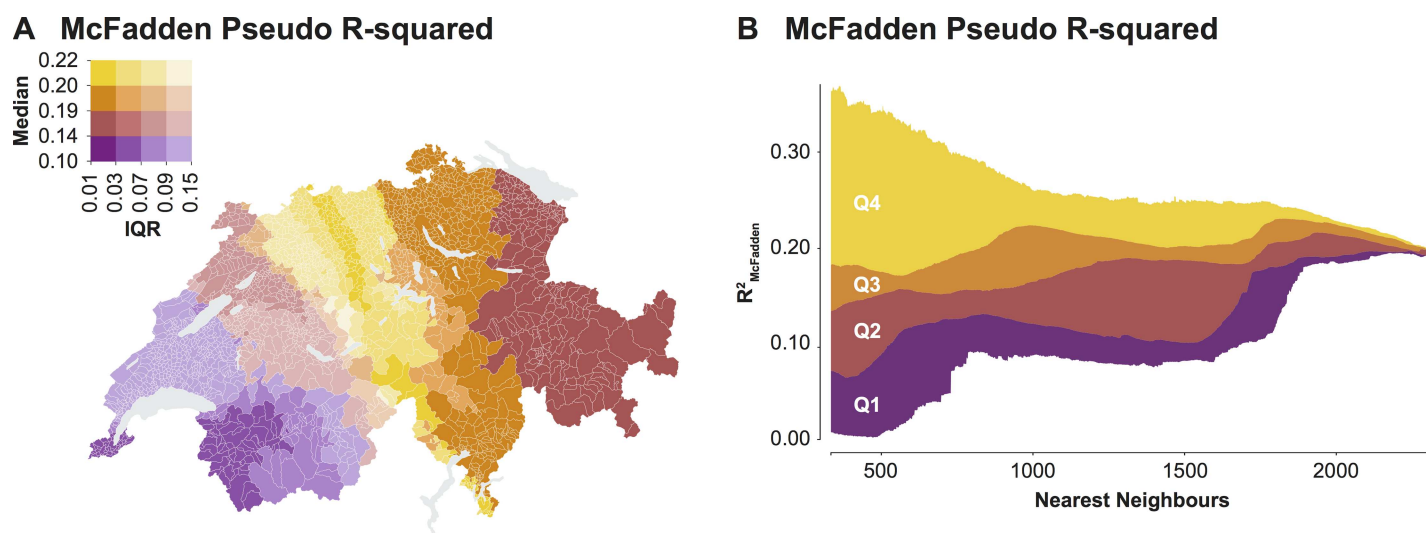 A McFadden Pseudo R-squared
Median
0.22
0.20
0.19
0.14
0.10
0.01
0.03
0.07
0.09
0.15
IQR
B McFadden Pseudo R-squared
R²McFadden
0.30
0.20
0.10
0.00
Q4
Q3
Q2
Q1
500 1000 1500 2000
Nearest Neighbours